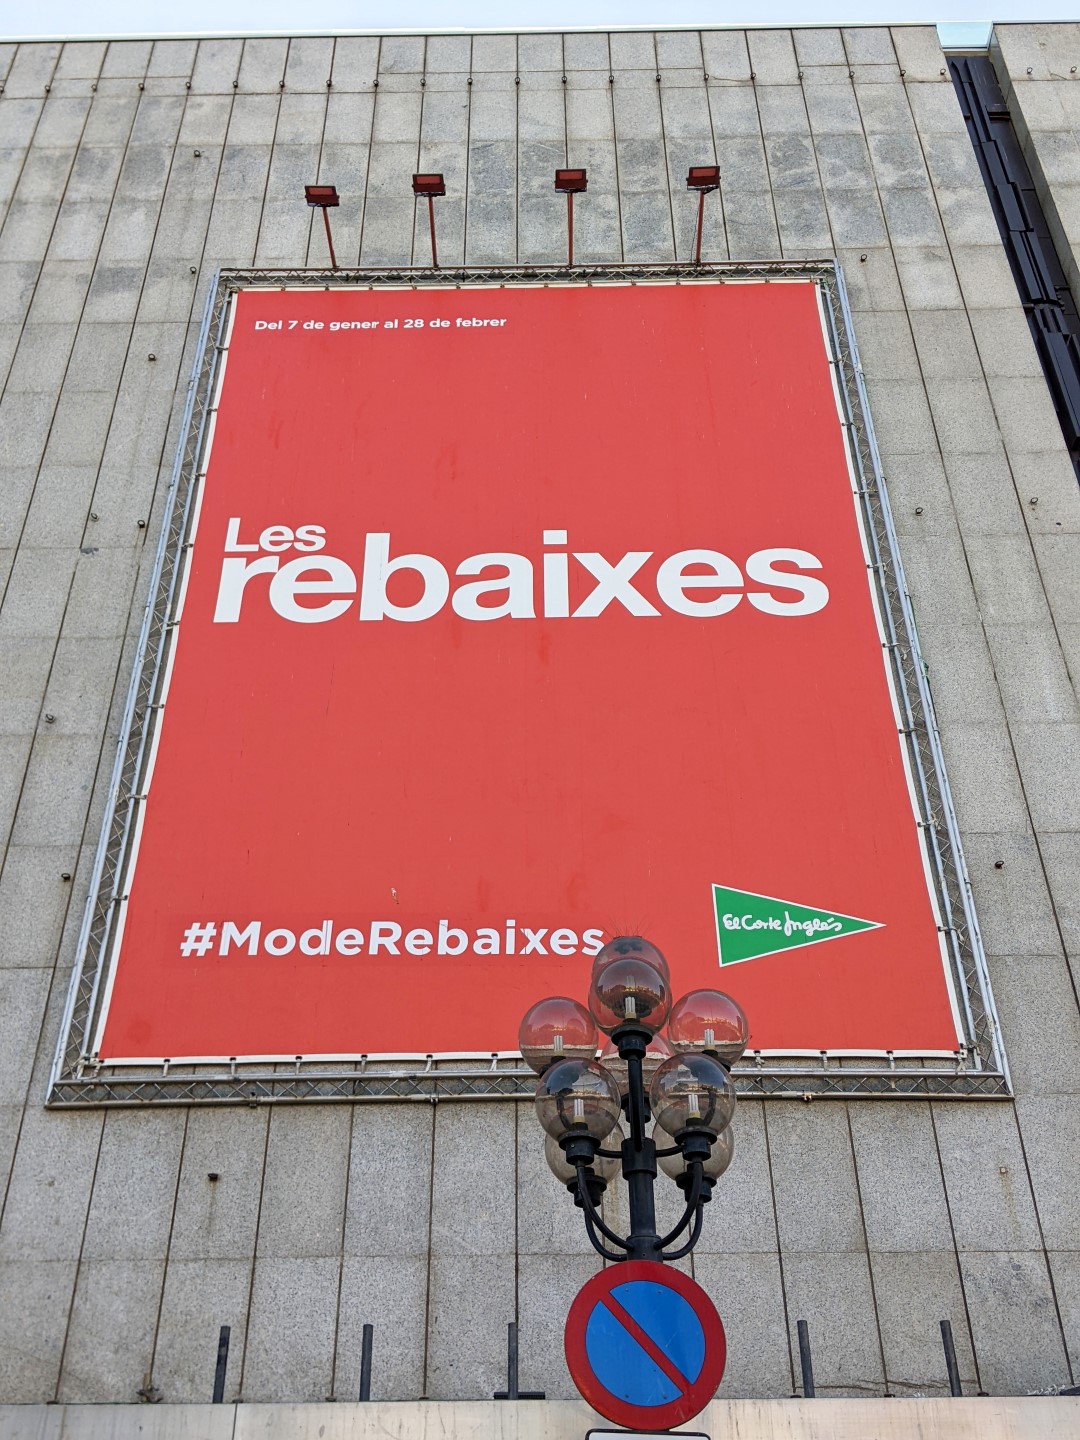 Del 7 de gener al 28 de febrer
Les
rebaixes
#ModeRebaixes
El Corte Inglés